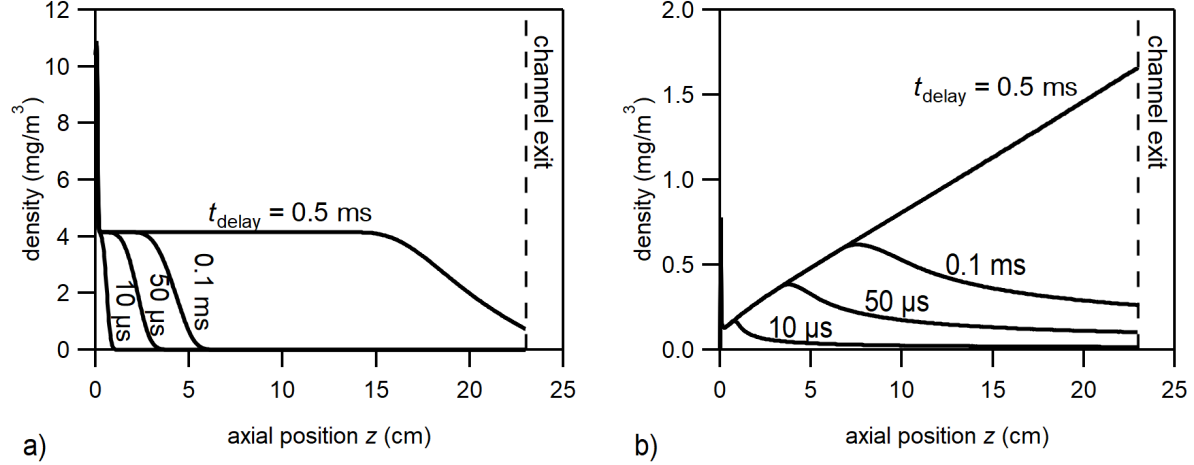 12
10
8
6
4
2
0
density (mg/m³)
t_delay = 0.5 ms
0.1 ms
50 µs
10 µs
channel exit
0 5 10 15 20 25
axial position z (cm)
a)
2.0
1.5
1.0
0.5
0.0
density (mg/m³)
t_delay = 0.5 ms
0.1 ms
50 µs
10 µs
channel exit
0 5 10 15 20 25
axial position z (cm)
b)